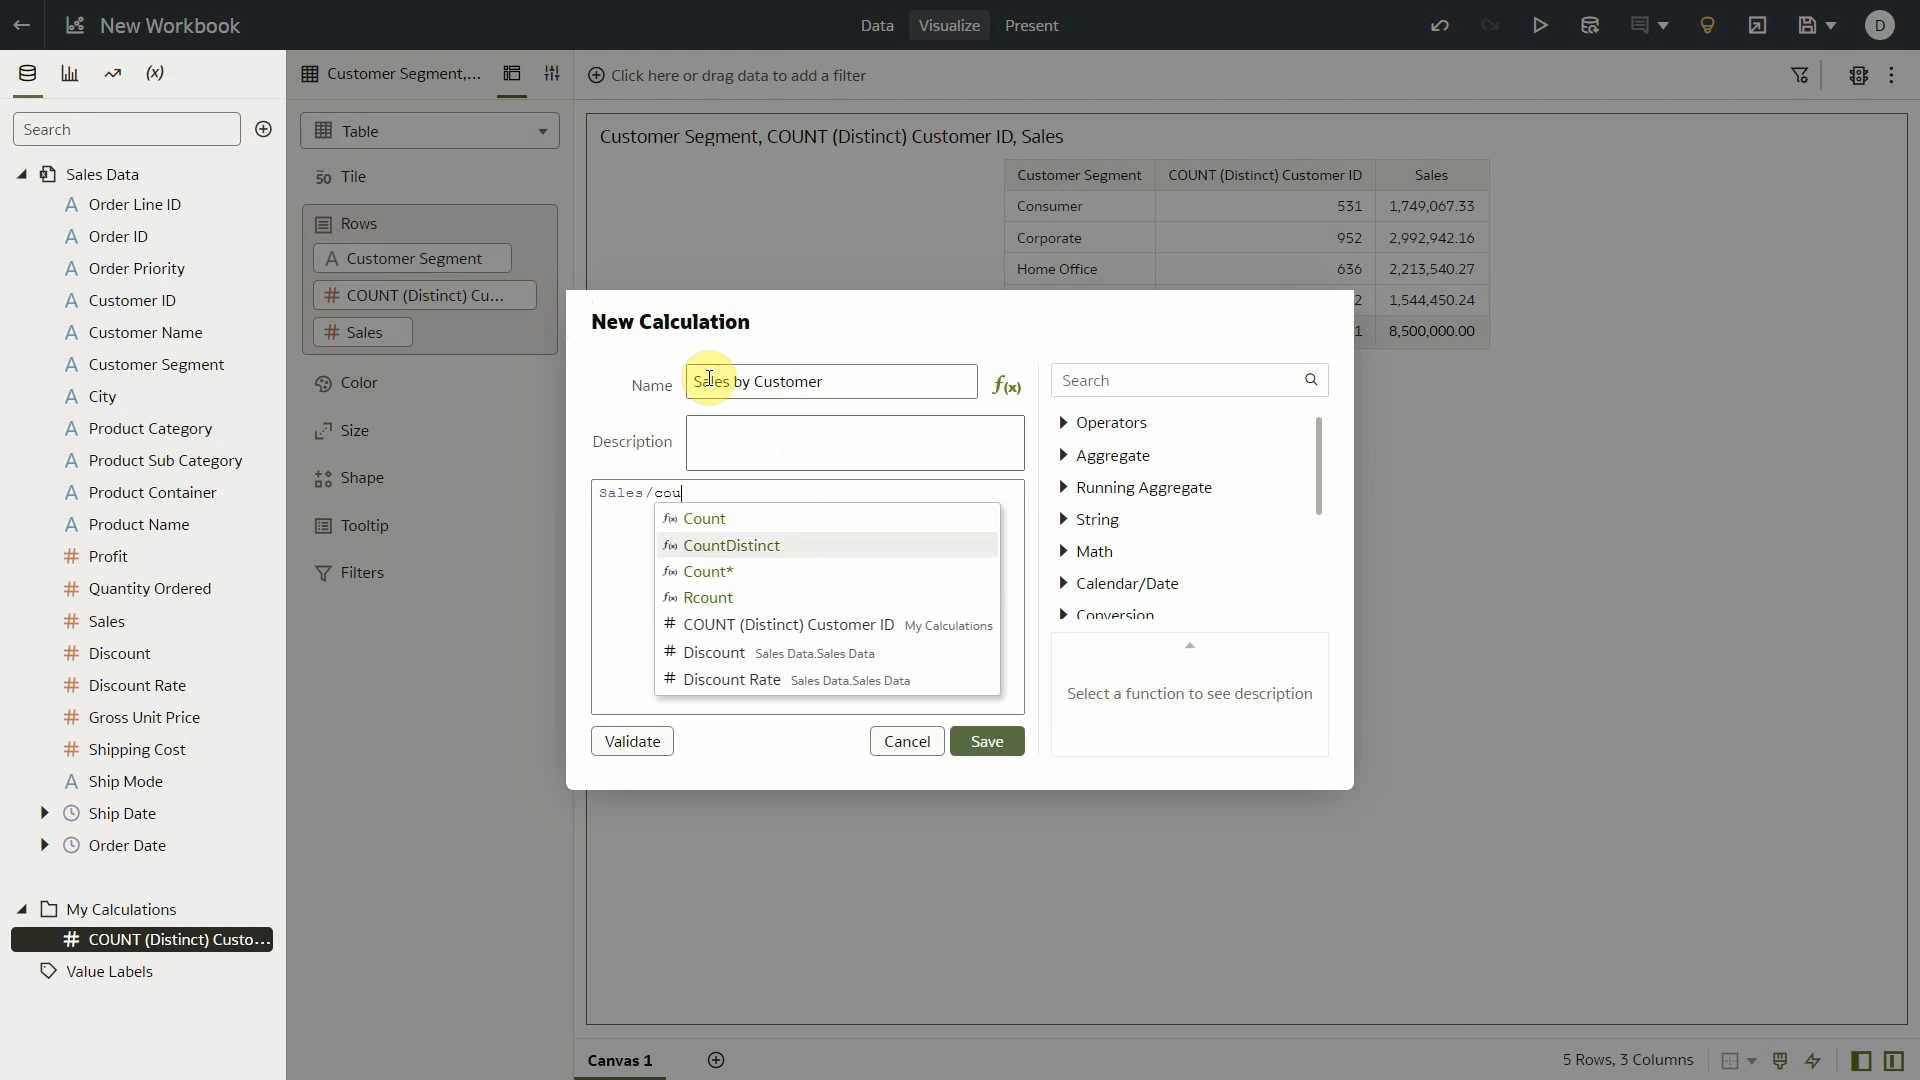 New Workbook
Data Visualize Present
D
Search
Sales Data
Order Line ID
Order ID
Order Priority
Customer ID
Customer Name
Customer Segment
City
Product Category
Product Sub Category
Product Container
Product Name
Profit
Quantity Ordered
Sales
Discount
Discount Rate
Gross Unit Price
Shipping Cost
Ship Mode
Ship Date
Order Date
My Calculations
COUNT (Distinct) Custo...
Value Labels
Customer Segment,...
Table
Tile
Rows
Customer Segment
COUNT (Distinct) Cu...
Sales
Color
Size
Shape
Tooltip
Filters
Click here or drag data to add a filter
Customer Segment, COUNT (Distinct) Customer ID, Sales
Customer Segment COUNT (Distinct) Customer ID Sales
Consumer 531 1,749,067.33
Corporate 952 2,992,942.16
Home Office 636 2,213,540.27
2 1,544,450.24
1 8,500,000.00
New Calculation
Name Sales by Customer f(x)
Description
Sales/cou
f(x) Count
f(x) CountDistinct
f(x) Count*
f(x) Rcount
# COUNT (Distinct) Customer ID My Calculations
# Discount Sales Data.Sales Data
# Discount Rate Sales Data.Sales Data
Validate Cancel Save
Search
Operators
Aggregate
Running Aggregate
String
Math
Calendar/Date
Conversion
Select a function to see description
Canvas 1
5 Rows, 3 Columns